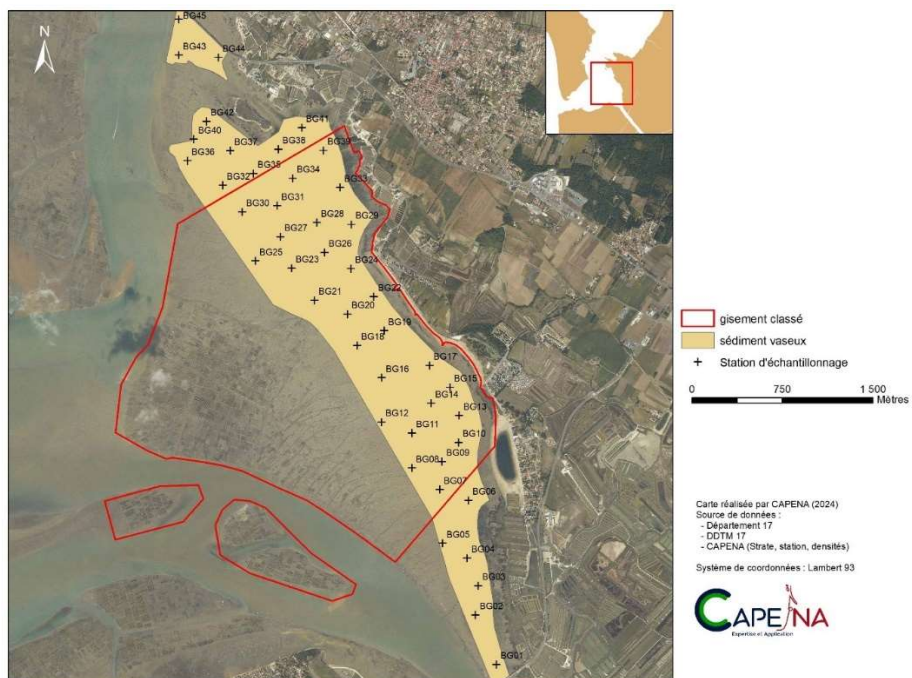 BG45
N
BG43
BG44
BG42
BG41
BG40
BG37
BG38
BG39
BG36
BG35
BG34
BG32
BG33
BG31
BG30
BG28
BG29
BG27
BG26
BG25
BG23
BG24
BG22
BG21
BG20
BG19
BG18
BG17
BG16
BG15
BG14
BG13
BG12
BG11
BG10
BG09
BG08
BG07
BG06
BG05
BG04
BG03
BG02
BG01
gisement classé
sédiment vaseux
Station d'échantillonnage
0 750 1 500
Mètres
Carte réalisée par CAPENA (2024)
Source de données :
- Département 17
- DDTM 17
- CAPENA (Strate, station, densités)
Système de coordonnées : Lambert 93
CAPENA
Expertise et Application